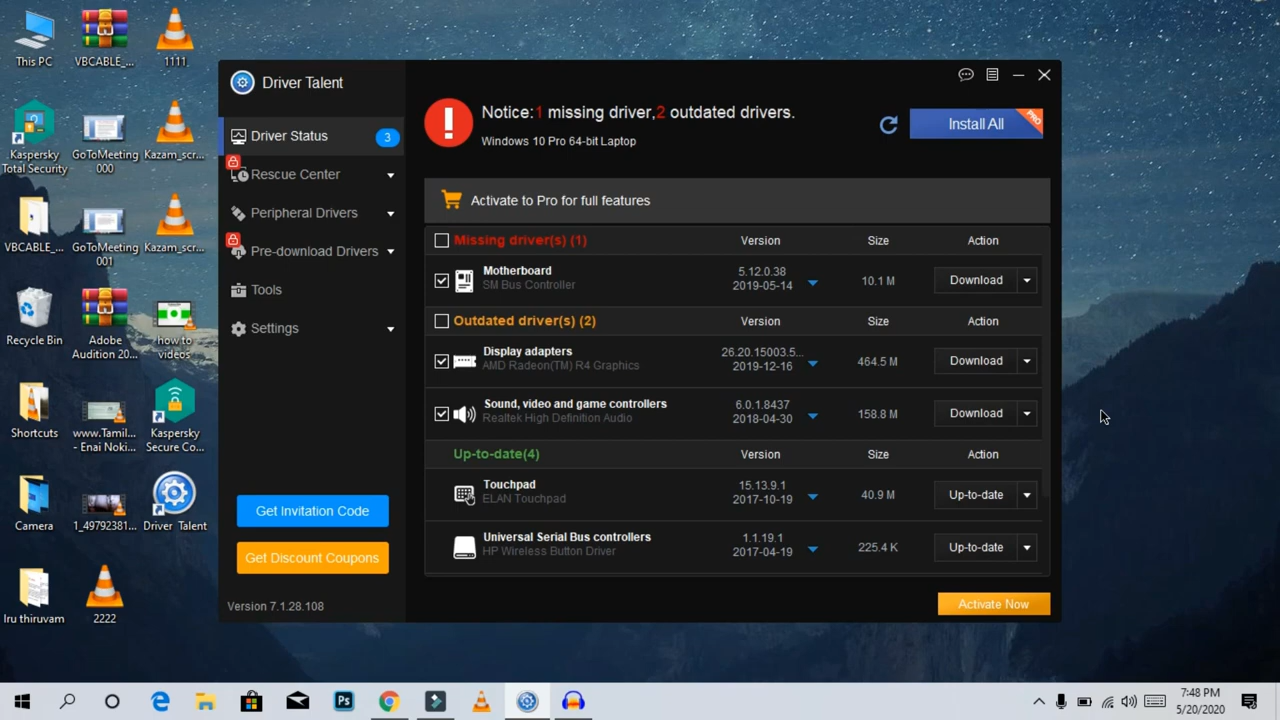 This PC
VBCABLE_...
1111
Kaspersky
Total Security
GoToMeeting
000
Kazam_scr...
VBCABLE_...
GoToMeeting
001
Kazam_scr...
Recycle Bin
Adobe
Audition 20...
how to
videos
Shortcuts
www.Tamil...
- Enai Noki...
Kaspersky
Secure Co...
Camera
1_49792381...
Driver Talent
Iru thiruvam
2222
Driver Talent
Driver Status
3
Rescue Center
Peripheral Drivers
Pre-download Drivers
Tools
Settings
Get Invitation Code
Get Discount Coupons
Version 7.1.28.108
Notice:1 missing driver,2 outdated drivers.
Windows 10 Pro 64-bit Laptop
Install All
PRO
Activate to Pro for full features
Missing driver(s) (1) Version Size Action
Motherboard
SM Bus Controller
5.12.0.38
2019-05-14
10.1 M
Download
Outdated driver(s) (2) Version Size Action
Display adapters
AMD Radeon(TM) R4 Graphics
26.20.15003.5...
2019-12-16
464.5 M
Download
Sound, video and game controllers
Realtek High Definition Audio
6.0.1.8437
2018-04-30
158.8 M
Download
Up-to-date(4) Version Size Action
Touchpad
ELAN Touchpad
15.13.9.1
2017-10-19
40.9 M
Up-to-date
Universal Serial Bus controllers
HP Wireless Button Driver
1.1.19.1
2017-04-19
225.4 K
Up-to-date
Activate Now
Ps
7:48 PM
5/20/2020